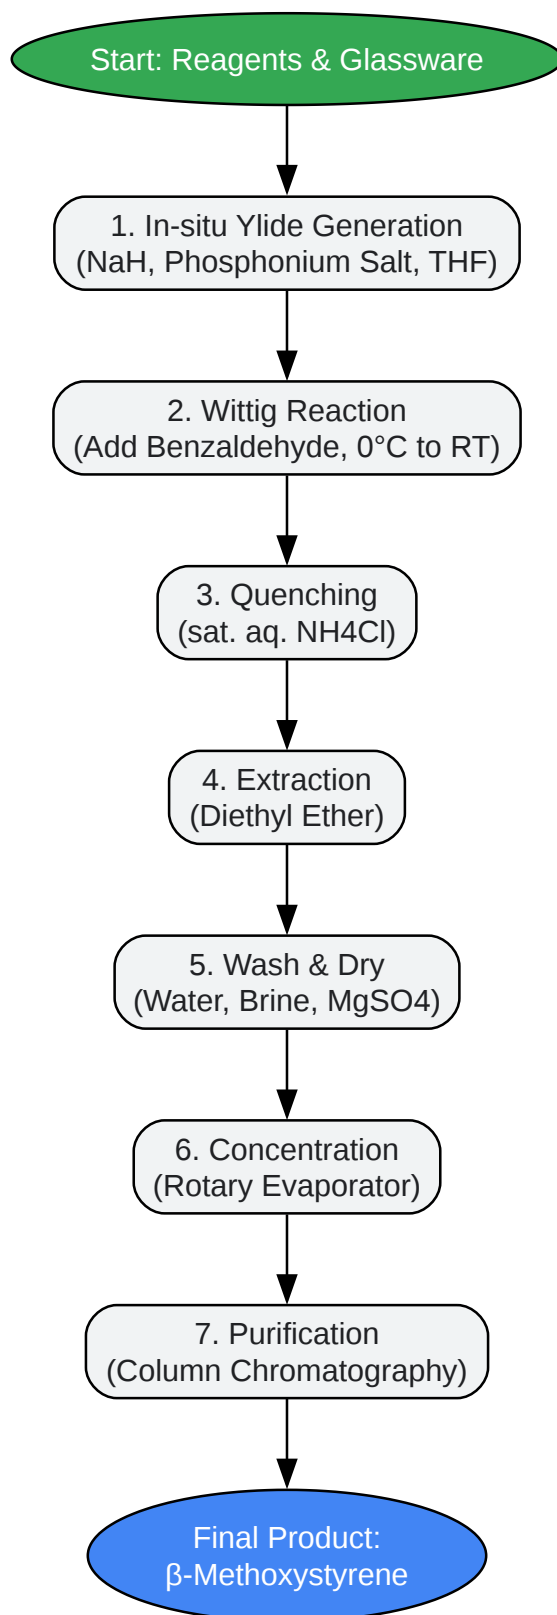 Start: Reagents & Glassware
1. In-situ Ylide Generation
(NaH, Phosphonium Salt, THF)
2. Wittig Reaction
(Add Benzaldehyde, 0°C to RT)
3. Quenching
(sat. aq. NH4Cl)
4. Extraction
(Diethyl Ether)
5. Wash & Dry
(Water, Brine, MgSO4)
6. Concentration
(Rotary Evaporator)
7. Purification
(Column Chromatography)
Final Product:
β-Methoxystyrene